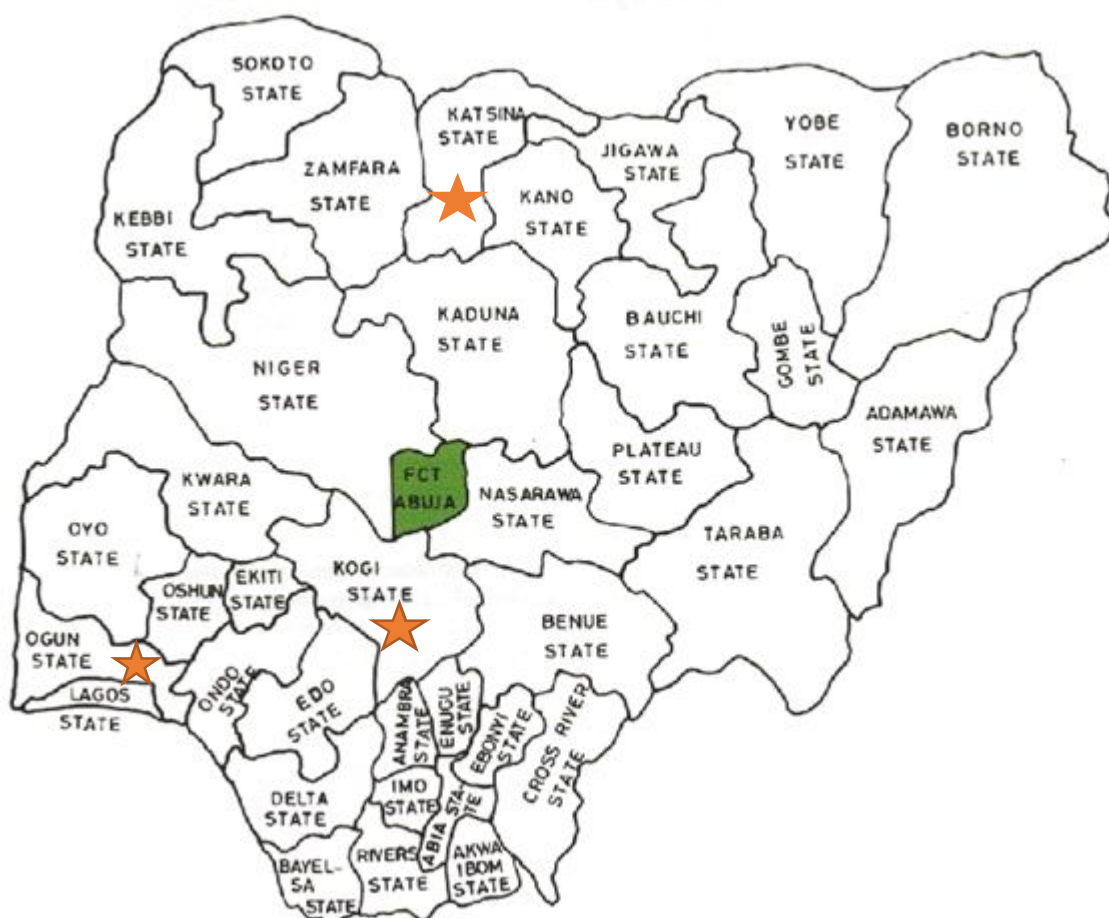 SOKOTO
STATE
KATSINA
STATE
YOBE
STATE
BORNO
STATE
JIGAWA
STATE
ZAMFARA
STATE
KANO
STATE
KEBBI
STATE
KADUNA
STATE
BAUCHI
STATE
GOMBE
STATE
NIGER
STATE
ADAMAWA
STATE
PLATEAU
STATE
FCT
ABUJA
NASARAWA
STATE
KWARA
STATE
OYO
STATE
TARABA
STATE
KOGI
STATE
EKITI
STATE
OSHUN
STATE
BENUE
STATE
OGUN
STATE
LAGOS
STATE
ONDO
STATE
EDO
STATE
ANAMBRA
STATE
ENUGU
STATE
EBONYI
STATE
CROSS RIVER
STATE
IMO
STATE
ABIA STA-
TE
DELTA
STATE
BAYEL-
SA
STATE
RIVERS
STATE
AKWA
IBOM
STATE